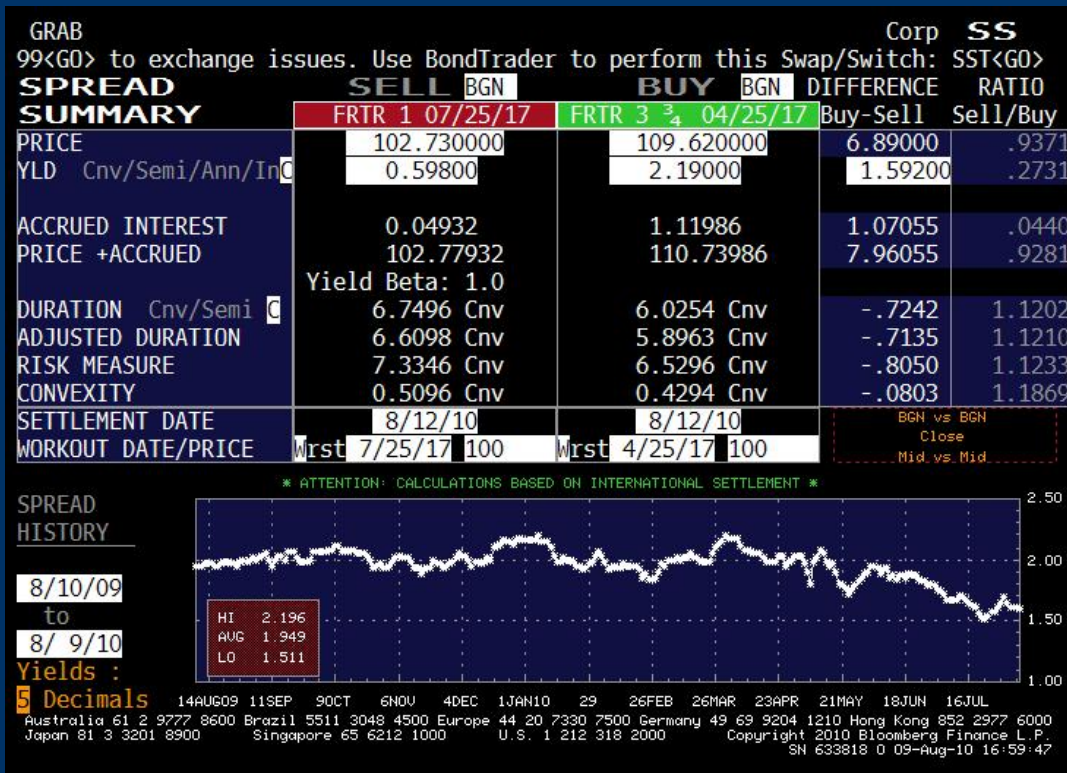 GRAB Corp SS
99<GO> to exchange issues. Use BondTrader to perform this Swap/Switch: SST<GO>
SPREAD SELL BGN BUY BGN DIFFERENCE RATIO
SUMMARY FRTR 1 07/25/17 FRTR 3 ¾ 04/25/17 Buy-Sell Sell/Buy
PRICE 102.730000 109.620000 6.89000 .9371
YLD Cnv/Semi/Ann/InC 0.59800 2.19000 1.59200 .2731
ACCRUED INTEREST 0.04932 1.11986 1.07055 .0440
PRICE +ACCRUED 102.77932 110.73986 7.96055 .9281
Yield Beta: 1.0
DURATION Cnv/Semi C 6.7496 Cnv 6.0254 Cnv -.7242 1.1202
ADJUSTED DURATION 6.6098 Cnv 5.8963 Cnv -.7135 1.1210
RISK MEASURE 7.3346 Cnv 6.5296 Cnv -.8050 1.1233
CONVEXITY 0.5096 Cnv 0.4294 Cnv -.0803 1.1869
SETTLEMENT DATE 8/12/10 8/12/10 BGN vs BGN
Close
WORKOUT DATE/PRICE Wrst 7/25/17 100 Wrst 4/25/17 100 Mid vs Mid
* ATTENTION: CALCULATIONS BASED ON INTERNATIONAL SETTLEMENT *
SPREAD 2.50
HISTORY
2.00
8/10/09
to
HI 2.196 1.50
AVG 1.949
8/ 9/10
LO 1.511
Yields :
1.00
5 Decimals 14AUG09 11SEP 9OCT 6NOV 4DEC 1JAN10 29 26FEB 26MAR 23APR 21MAY 18JUN 16JUL
Australia 61 2 9777 8600 Brazil 5511 3048 4500 Europe 44 20 7330 7500 Germany 49 69 9204 1210 Hong Kong 852 2977 6000
Japan 81 3 3201 8900 Singapore 65 6212 1000 U.S. 1 212 318 2000 Copyright 2010 Bloomberg Finance L.P.
SN 633818 0 09-Aug-10 16:59:47